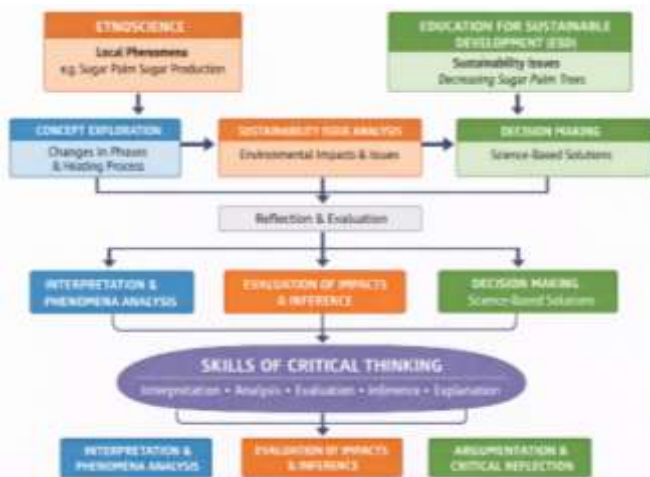 ETNOSCIENCE
Local Phenomena
e.g. Sugar Palm Sugar Production
EDUCATION FOR SUSTAINABLE
DEVELOPMENT (ESD)
Sustainability Issues
Decreasing Sugar Palm Trees
CONCEPT EXPLORATION
Changes in Phases
& Heating Process
SUSTAINABILITY ISSUE ANALYSIS
Environmental Impacts & Issues
DECISION MAKING
Science-Based Solutions
Reflection & Evaluation
INTERPRETATION &
PHENOMENA ANALYSIS
EVALUATION OF IMPACTS
& INFERENCE
DECISION MAKING
Science-Based Solutions
SKILLS OF CRITICAL THINKING
Interpretation • Analysis • Evaluation • Inference • Explanation
INTERPRETATION &
PHENOMENA ANALYSIS
EVALUATION OF IMPACTS
& INFERENCE
ARGUMENTATION &
CRITICAL REFLECTION